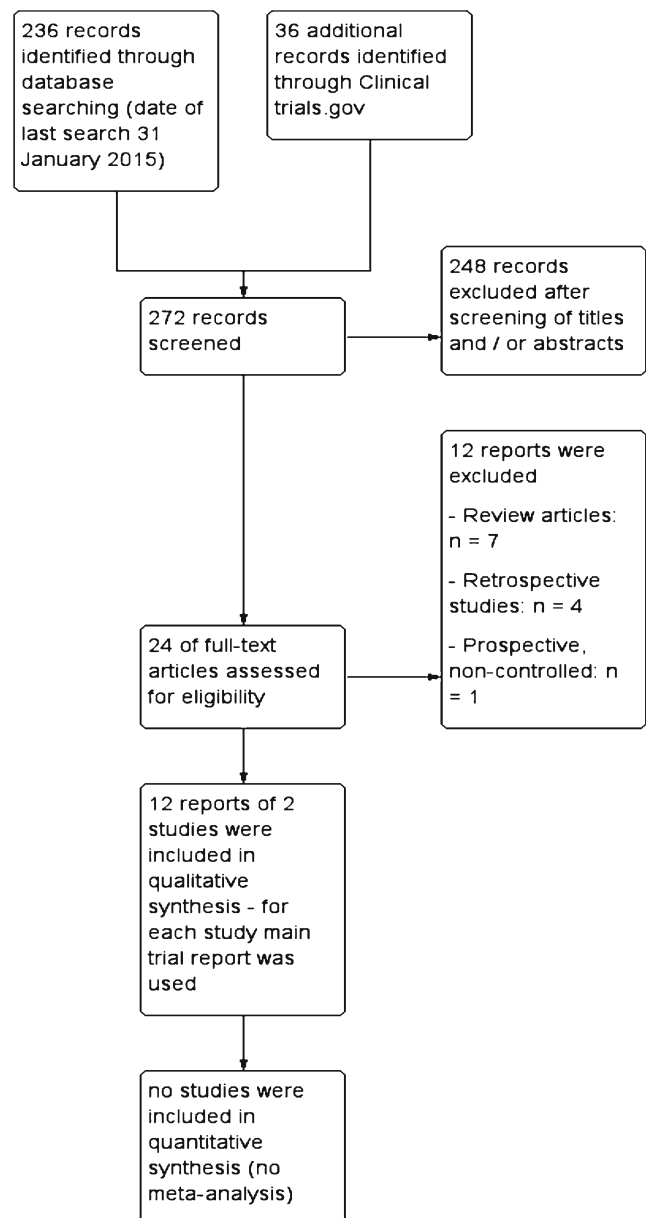 236 records
identified through
database
searching (date of
last search 31
January 2015)
36 additional
records identified
through Clinical
trials.gov
272 records
screened
248 records
excluded after
screening of titles
and / or abstracts
12 reports were
excluded
- Review articles:
n = 7
- Retrospective
studies: n = 4
- Prospective,
non-controlled: n
= 1
24 of full-text
articles assessed
for eligibility
12 reports of 2
studies were
included in
qualitative
synthesis - for
each study main
trial report was
used
no studies were
included in
quantitative
synthesis (no
meta-analysis)